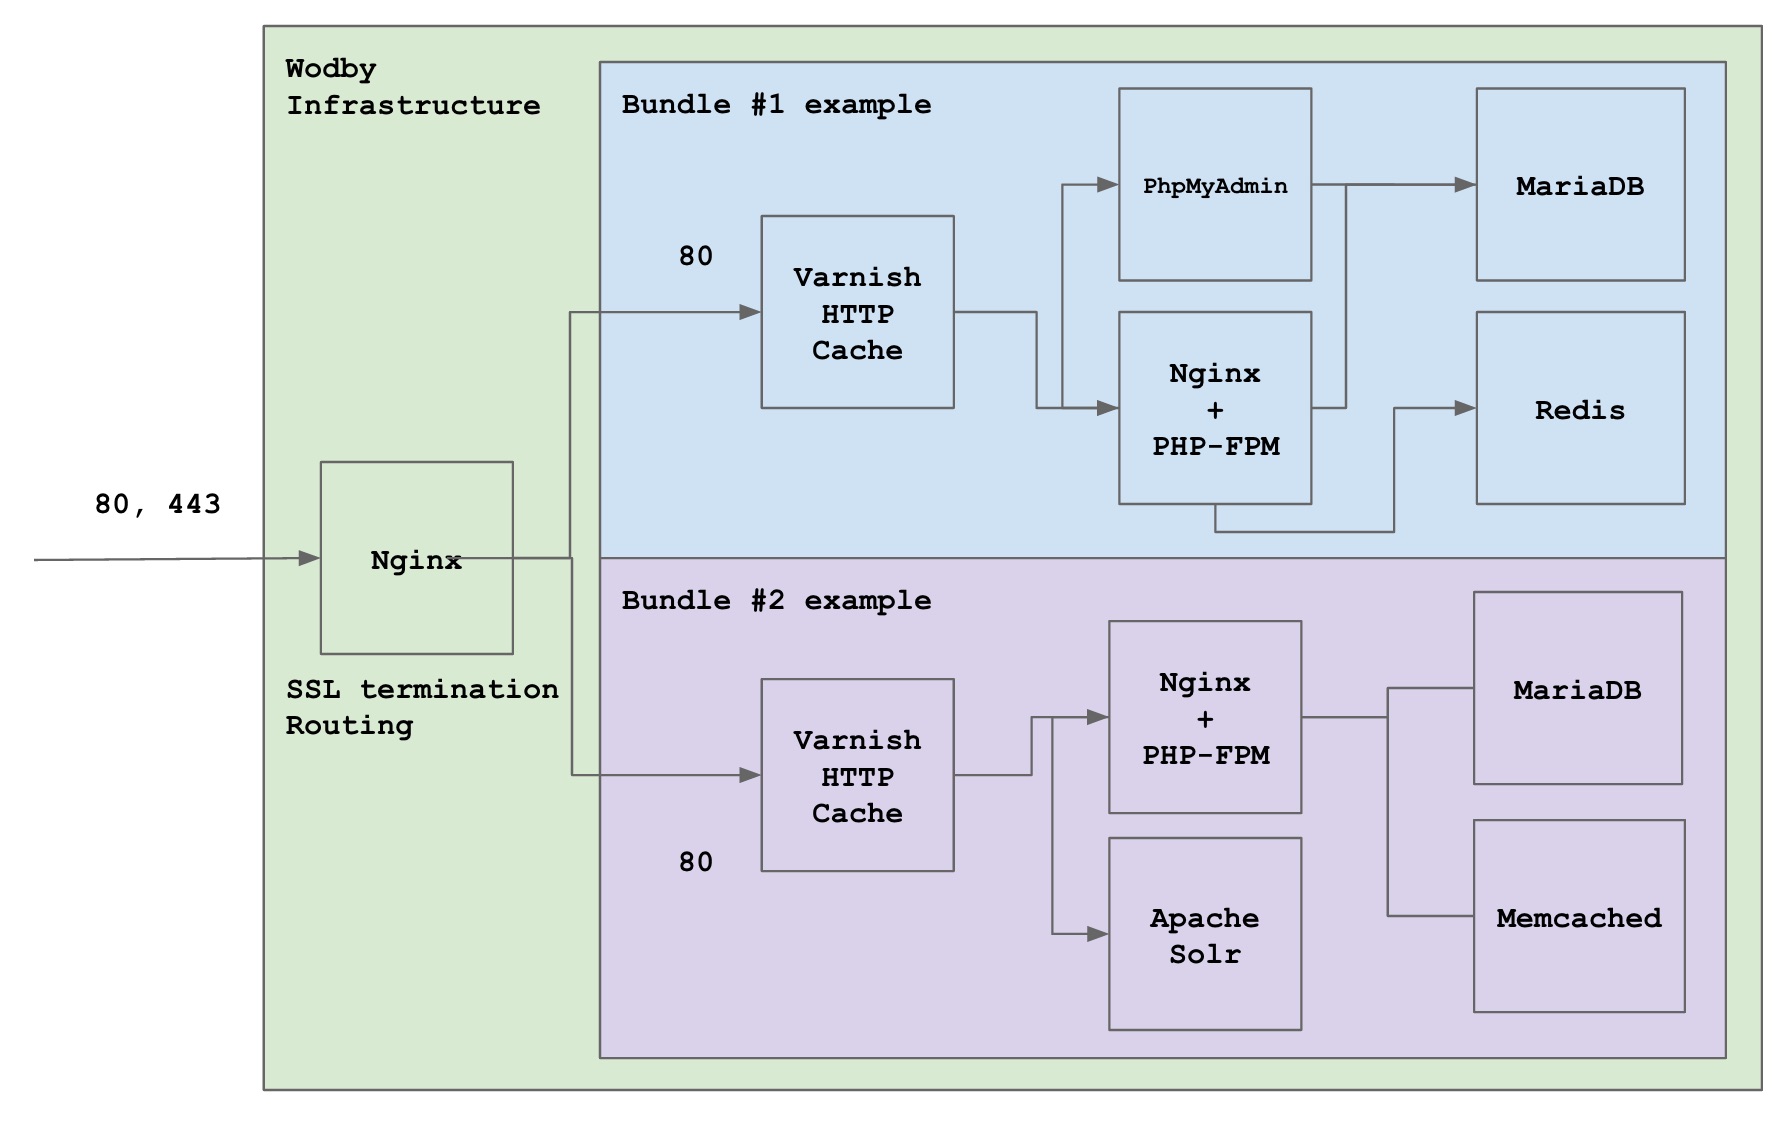 Wodby
Infrastructure
Bundle #1 example
PhpMyAdmin
MariaDB
80
Varnish
HTTP
Cache
Nginx
+
PHP-FPM
Redis
80, 443
Nginx
SSL termination
Routing
Bundle #2 example
Nginx
+
PHP-FPM
MariaDB
Varnish
HTTP
Cache
80
Apache
Solr
Memcached